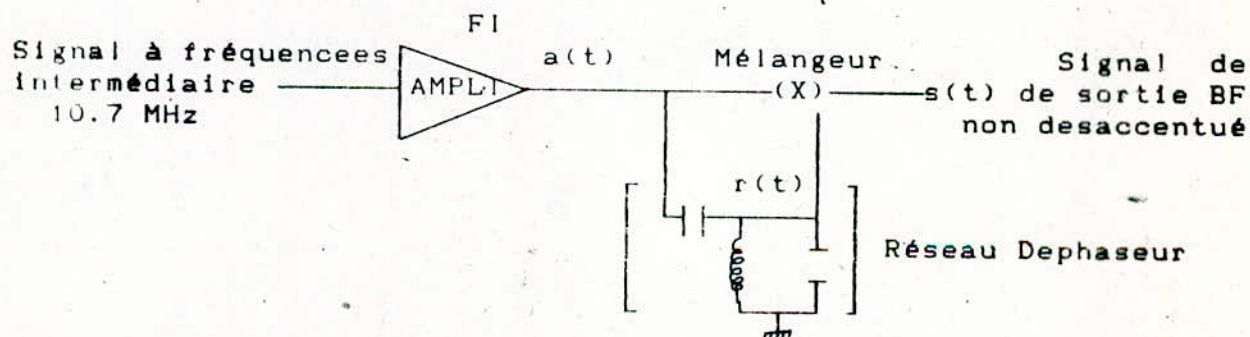 FI
Signal à fréquencees
intermédiaire
10.7 MHz
AMPLI
a(t)
Mélangeur
(X)
Signal de
s(t) de sortie BF
non desaccentué
r(t)
Réseau Dephaseur